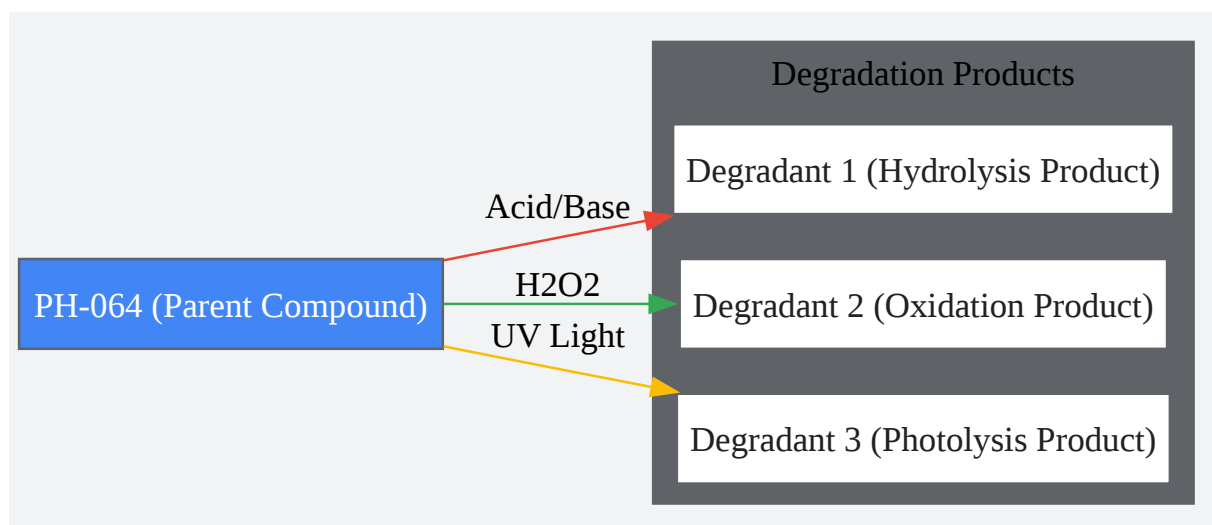 Degradation Products
Degradant 1 (Hydrolysis Product)
Acid/Base
H2O2
PH-064 (Parent Compound)
Degradant 2 (Oxidation Product)
UV Light
Degradant 3 (Photolysis Product)